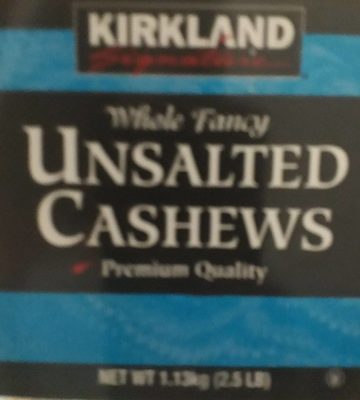 KIRKLAND
Signature
Whole Fancy
UNSALTED
CASHEWS
Premium Quality
NET WT 1.13kg (2.5 LB)